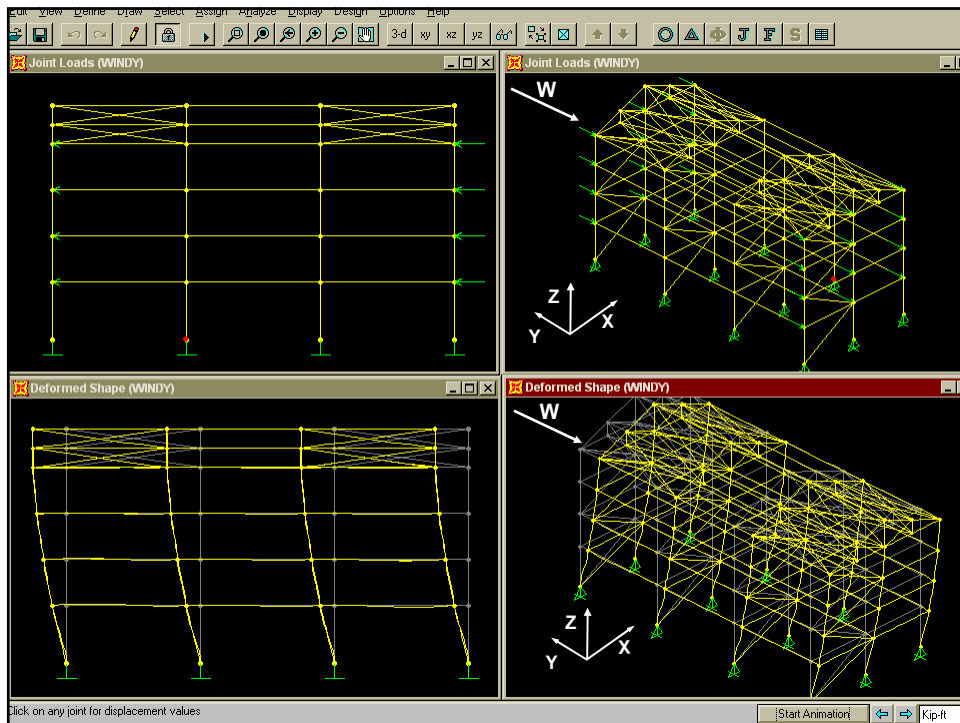 Edit View Define Draw Select Assign Analyze Display Design Options Help
3-d xy xz yz J F S
Joint Loads (WINDY)
Joint Loads (WINDY)
W
Z
X
Y
Deformed Shape (WINDY)
Deformed Shape (WINDY)
W
Z
X
Y
Click on any joint for displacement values
Start Animation
Kip-ft